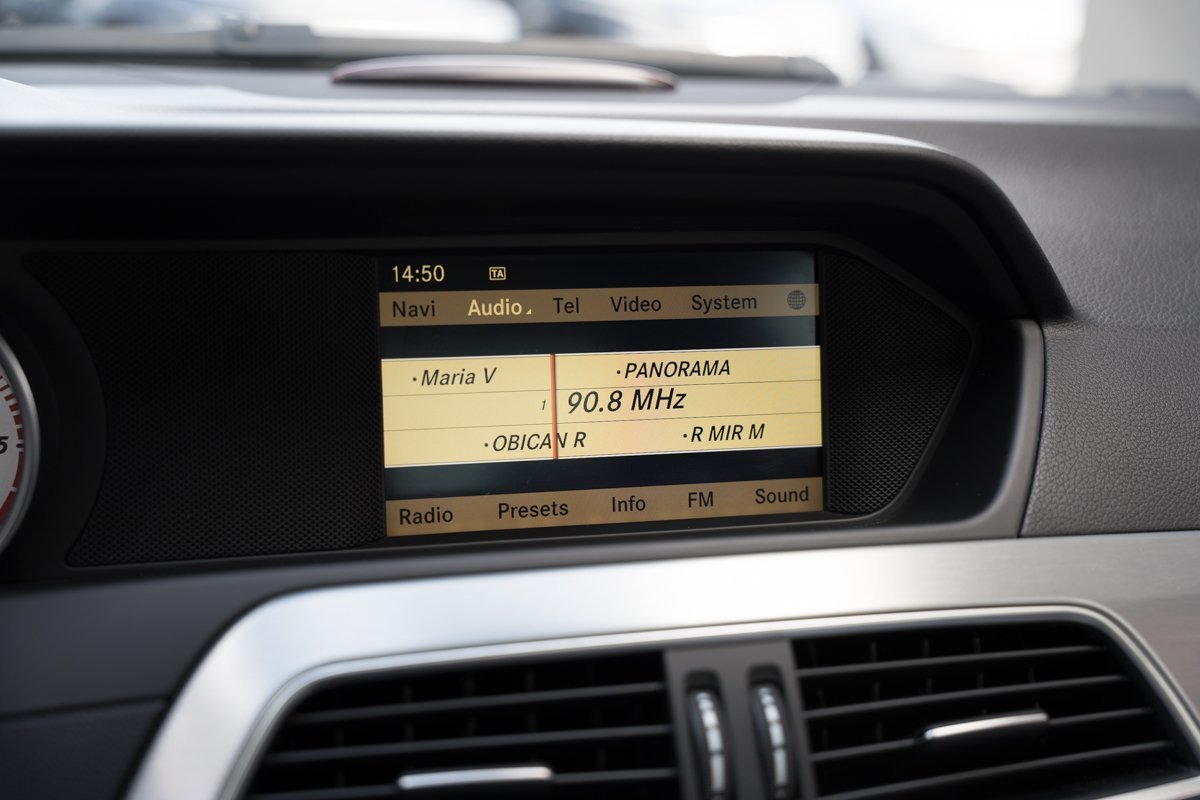 14:50 TA
Navi Audio Tel Video System
•Maria V •PANORAMA
1 90.8 MHz
•OBICAN R •R MIR M
Radio Presets Info FM Sound
5